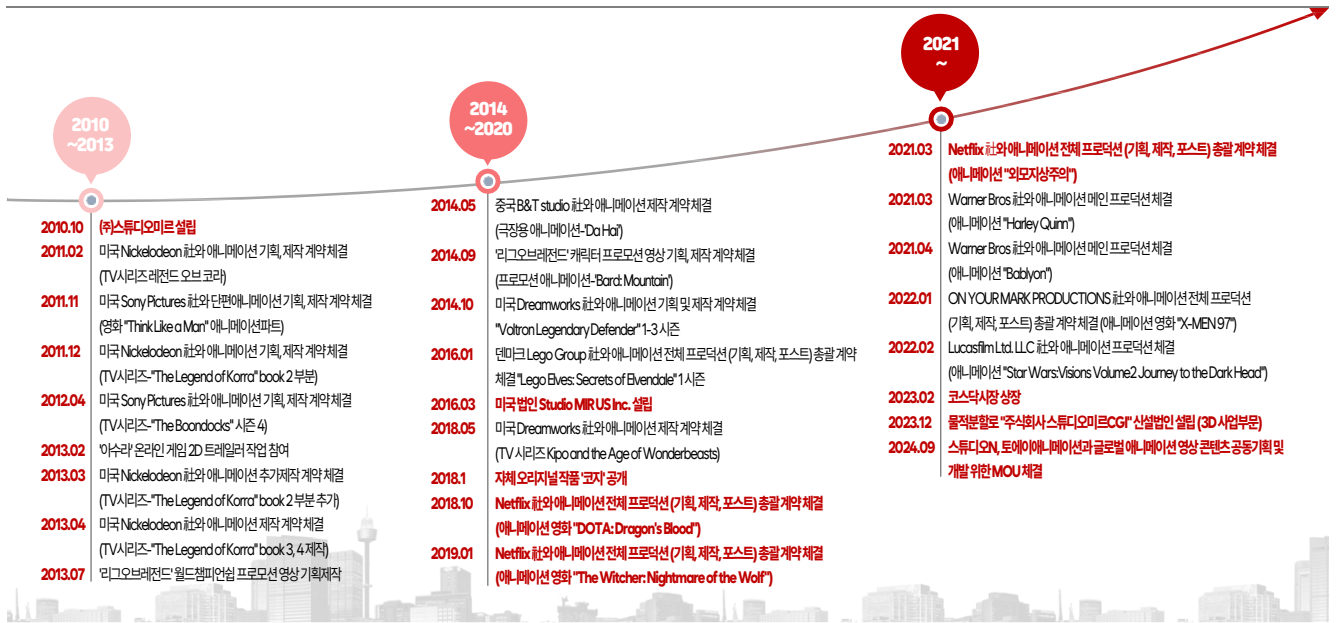 2010
~2013
2010.10 ㈜스튜디오미르 설립
2011.02 미국 Nickelodeon 社와 애니메이션 기획, 제작 계약 체결
(TV시리즈 레전드 오브 코라)
2011.11 미국 Sony Pictures 社와 단편애니메이션 기획, 제작 계약 체결
(영화 "Think Like a Man" 애니메이션파트)
2011.12 미국 Nickelodeon 社와 애니메이션 기획, 제작 계약 체결
(TV시리즈-"The Legend of Korra" book 2 부분)
2012.04 미국 Sony Pictures 社와 애니메이션 기획, 제작 계약 체결
(TV시리즈-"The Boondocks" 시즌 4)
2013.02 '아수라' 온라인 게임 2D 트레일러 작업 참여
2013.03 미국 Nickelodeon 社와 애니메이션 추가제작 계약 체결
(TV시리즈-"The Legend of Korra" book 2 부분 추가)
2013.04 미국 Nickelodeon 社와 애니메이션 제작 계약 체결
(TV시리즈-"The Legend of Korra" book 3, 4 제작)
2013.07 '리그오브레전드' 월드챔피언쉽 프로모션 영상 기획제작
2014
~2020
2014.05 중국 B&T studio 社와 애니메이션 제작 계약 체결
(극장용 애니메이션-'Da Hai')
2014.09 '리그오브레전드' 캐릭터 프로모션 영상 기획, 제작 계약 체결
(프로모션 애니메이션-'Bard: Mountain')
2014.10 미국 Dreamworks 社와 애니메이션 기획 및 제작 계약 체결
"Voltron Legendary Defender" 1-3 시즌
2016.01 덴마크 Lego Group 社와 애니메이션 전체 프로덕션 (기획, 제작, 포스트) 총괄 계약
체결 "Lego Elves: Secrets of Elvendale" 1 시즌
2016.03 미국 법인 Studio MIR US Inc. 설립
2018.05 미국 Dreamworks 社와 애니메이션 제작 계약 체결
(TV 시리즈 Kipo and the Age of Wonderbeasts)
2018.1 자체 오리지널 작품 '코지' 공개
2018.10 Netflix 社와 애니메이션 전체 프로덕션 (기획, 제작, 포스트) 총괄 계약 체결
(애니메이션 영화 "DOTA: Dragon's Blood")
2019.01 Netflix 社와 애니메이션 전체 프로덕션 (기획, 제작, 포스트) 총괄 계약 체결
(애니메이션 영화 "The Witcher: Nightmare of the Wolf")
2021
~
2021.03 Netflix 社와 애니메이션 전체 프로덕션 (기획, 제작, 포스트) 총괄 계약 체결
(애니메이션 "외모지상주의")
2021.03 Warner Bros 社와 애니메이션 메인 프로덕션 체결
(애니메이션 "Harley Quinn")
2021.04 Warner Bros 社와 애니메이션 메인 프로덕션 체결
(애니메이션 "Bablyon")
2022.01 ON YOUR MARK PRODUCTIONS 社와 애니메이션 전체 프로덕션
(기획, 제작, 포스트) 총괄 계약 체결 (애니메이션 영화 "X-MEN 97")
2022.02 Lucasfilm Ltd. LLC 社와 애니메이션 프로덕션 체결
(애니메이션 "Star Wars:Visions Volume2 Journey to the Dark Head")
2023.02 코스닥시장 상장
2023.12 물적분할로 "주식회사 스튜디오미르CGI" 신설법인 설립 (3D 사업부문)
2024.09 스튜디오N, 토에이애니메이션과 글로벌 애니메이션 영상 콘텐츠 공동기획 및
개발 위한 MOU 체결